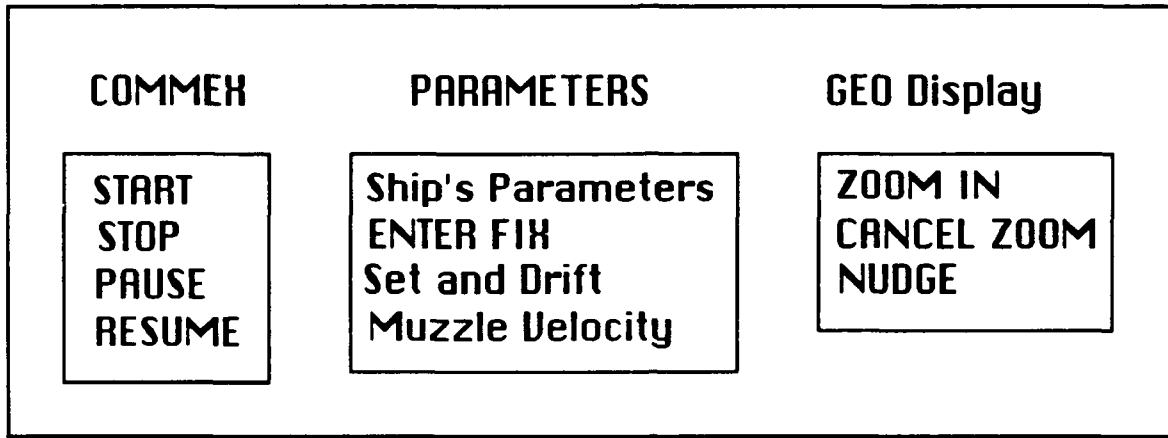 COMMEX
START
STOP
PAUSE
RESUME
PARAMETERS
Ship's Parameters
ENTER FIX
Set and Drift
Muzzle Velocity
GEO Display
ZOOM IN
CANCEL ZOOM
NUDGE